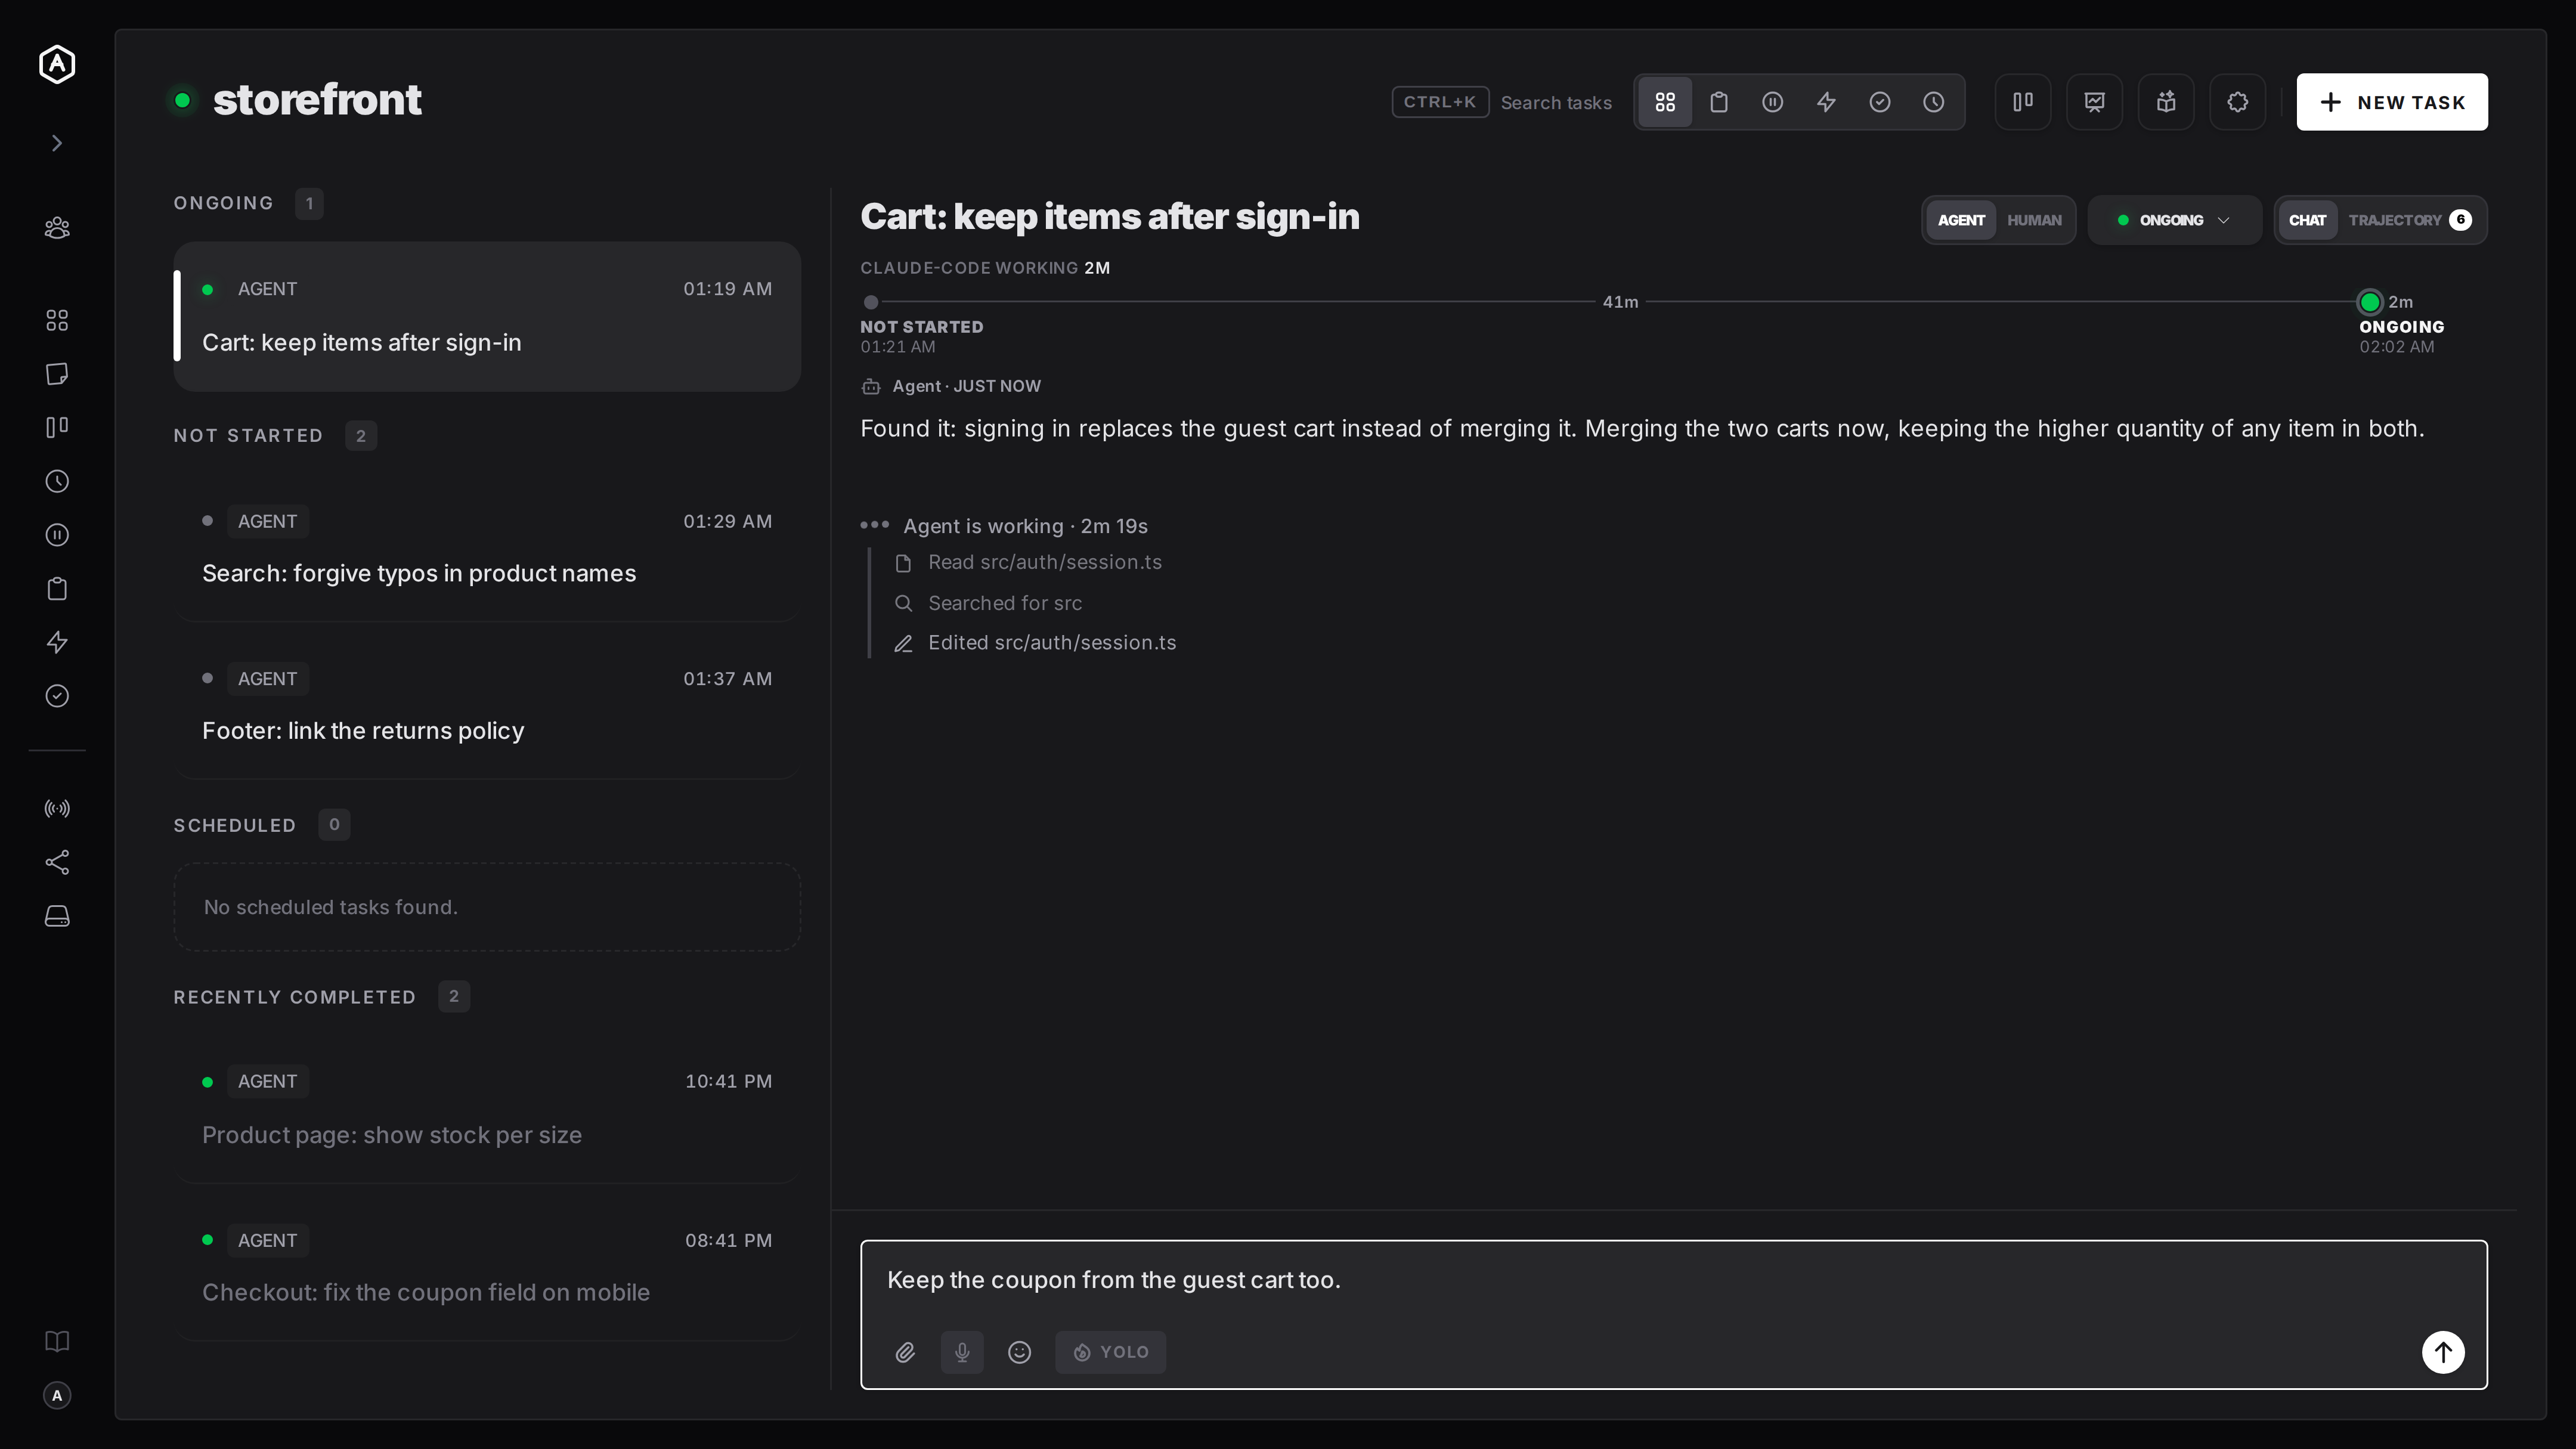 storefront
CTRL+K Search tasks
NEW TASK
ONGOING 1
AGENT 01:19 AM
Cart: keep items after sign-in
NOT STARTED 2
AGENT 01:29 AM
Search: forgive typos in product names
AGENT 01:37 AM
Footer: link the returns policy
SCHEDULED 0
No scheduled tasks found.
RECENTLY COMPLETED 2
AGENT 10:41 PM
Product page: show stock per size
AGENT 08:41 PM
Checkout: fix the coupon field on mobile
A
Cart: keep items after sign-in
AGENT HUMAN
ONGOING
CHAT TRAJECTORY 6
CLAUDE-CODE WORKING 2M
41m 2m
NOT STARTED ONGOING
01:21 AM 02:02 AM
Agent · JUST NOW
Found it: signing in replaces the guest cart instead of merging it. Merging the two carts now, keeping the higher quantity of any item in both.
Agent is working · 2m 19s
Read src/auth/session.ts
Searched for src
Edited src/auth/session.ts
Keep the coupon from the guest cart too.
YOLO